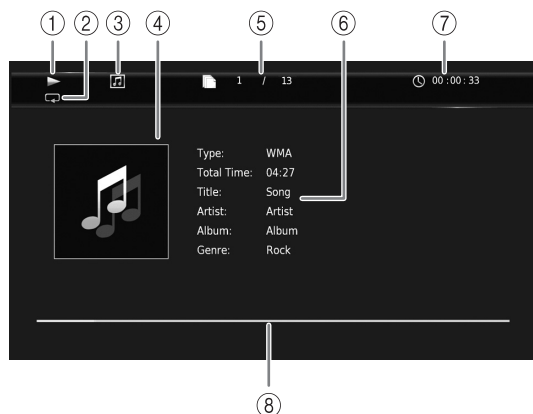 ① ② ③ ④ ⑤ ⑥ ⑦
1 / 13 00:00:33
Type: WMA
Total Time: 04:27
Title: Song
Artist: Artist
Album: Album
Genre: Rock
⑧